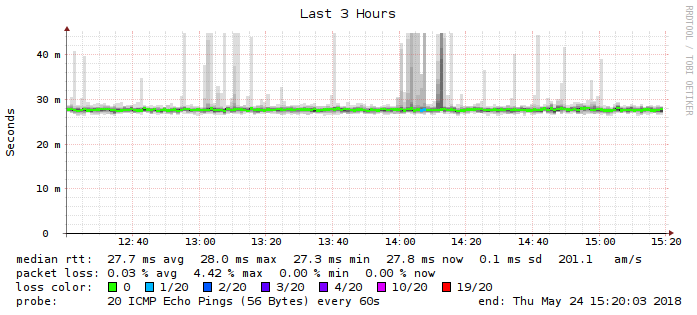 Last 3 Hours
RRDTOOL / TOBI OETIKER
Seconds
40 m
30 m
20 m
10 m
0
12:40 13:00 13:20 13:40 14:00 14:20 14:40 15:00 15:20
median rtt: 27.7 ms avg 28.0 ms max 27.3 ms min 27.8 ms now 0.1 ms sd 201.1 am/s
packet loss: 0.03 % avg 4.42 % max 0.00 % min 0.00 % now
loss color: 0 1/20 2/20 3/20 4/20 10/20 19/20
probe: 20 ICMP Echo Pings (56 Bytes) every 60s end: Thu May 24 15:20:03 2018